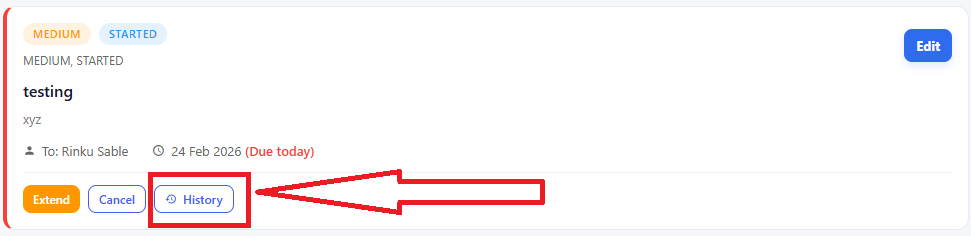 MEDIUM STARTED
Edit
MEDIUM, STARTED
testing
xyz
To: Rinku Sable 24 Feb 2026 (Due today)
Extend Cancel History